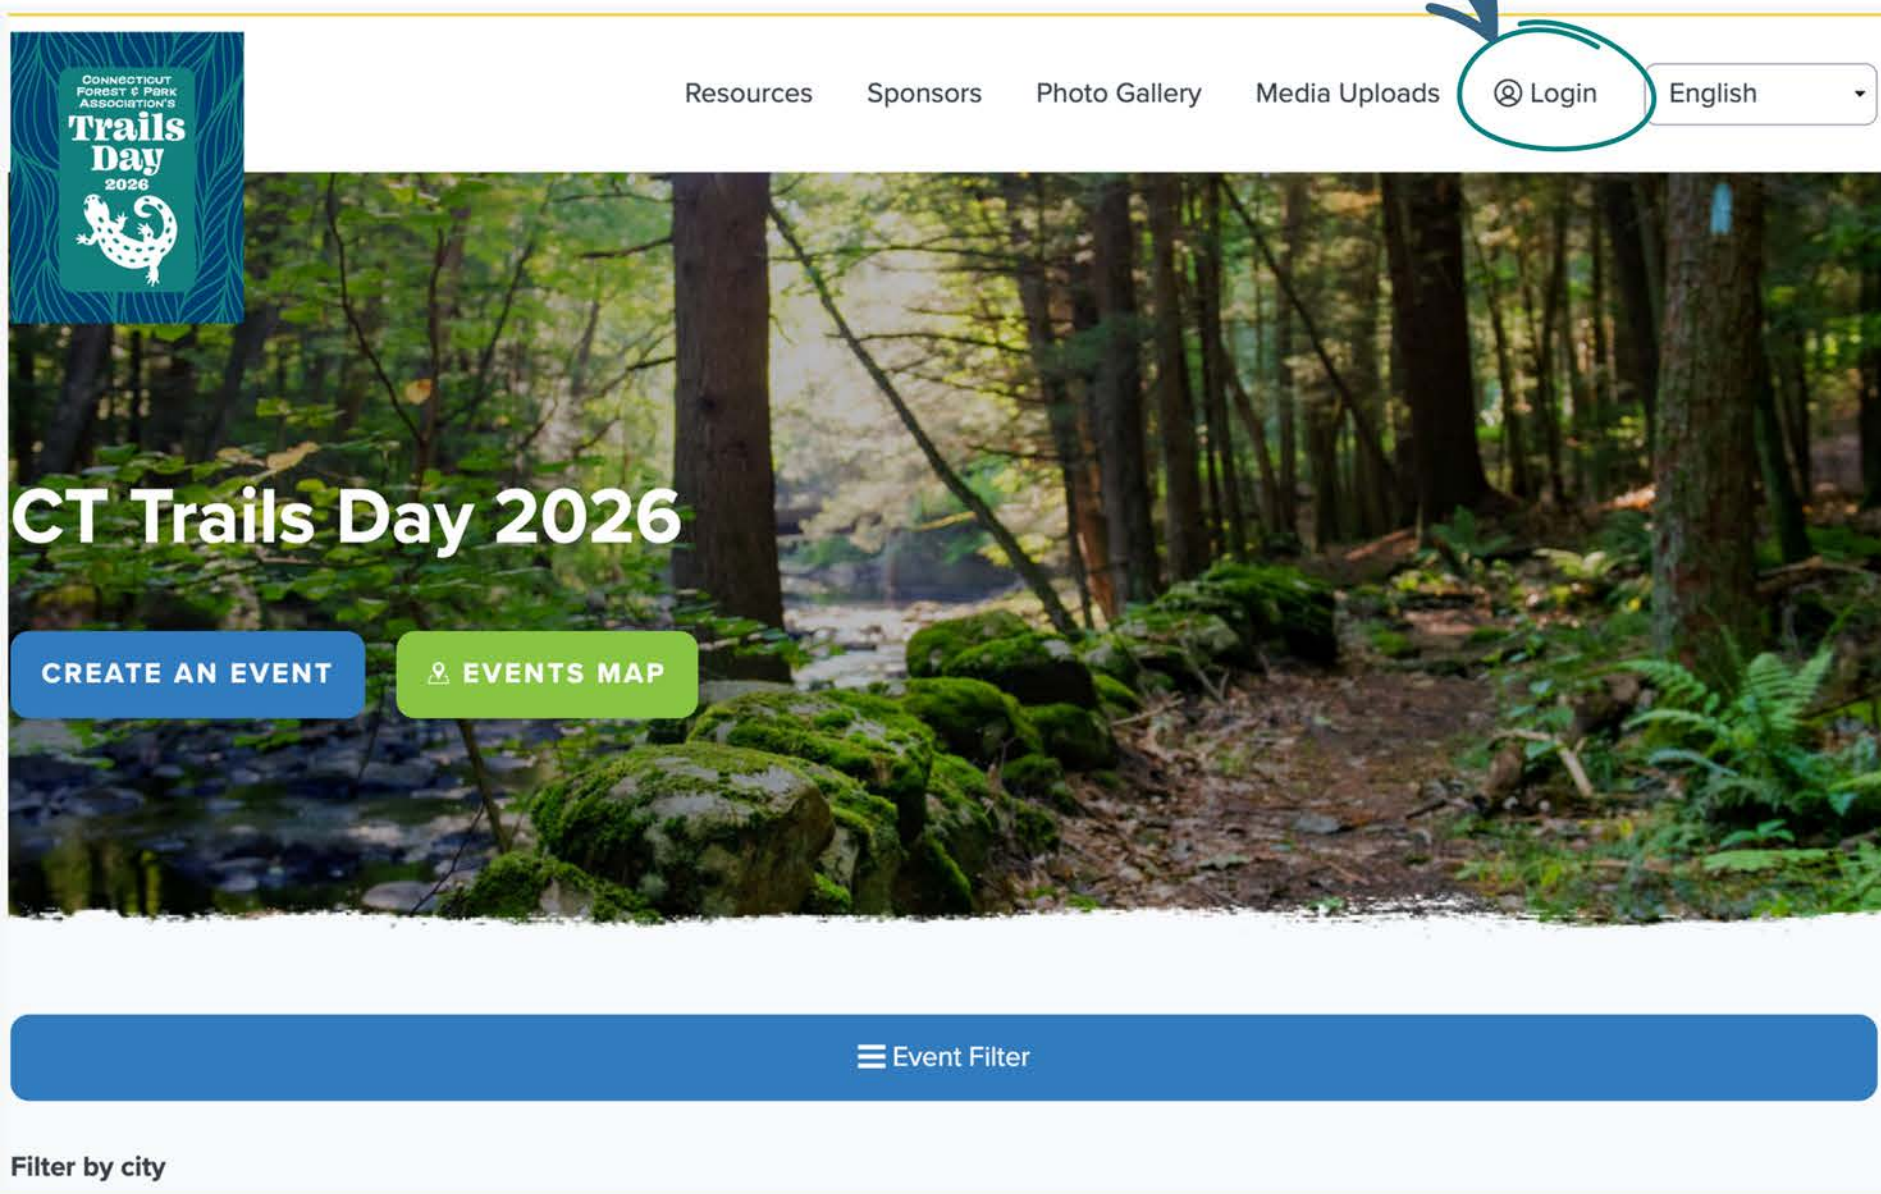 CONNECTICUT
FOREST & PARK
ASSOCIATION'S
Trails
Day
2026
Resources
Sponsors
Photo Gallery
Media Uploads
Login
English
CT Trails Day 2026
CREATE AN EVENT
EVENTS MAP
Event Filter
Filter by city